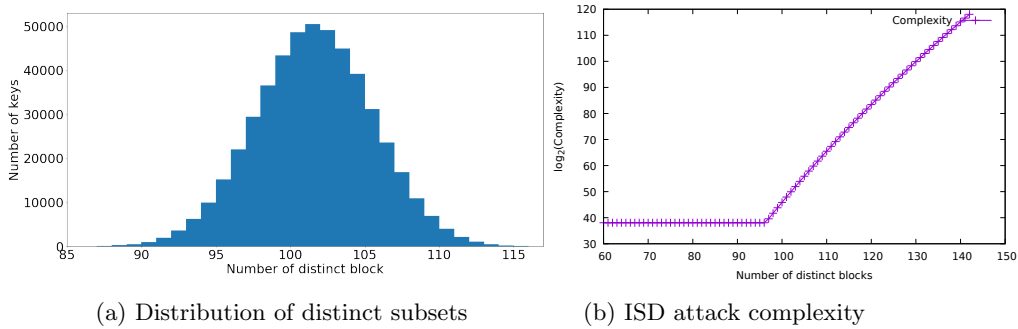 50000
40000
30000
20000
10000
0
Number of keys
85 90 95 100 105 110 115
Number of distinct block
(a) Distribution of distinct subsets
120
110
100
90
80
70
60
50
40
30
log2(Complexity)
Complexity
60 70 80 90 100 110 120 130 140 150
Number of distinct blocks
(b) ISD attack complexity